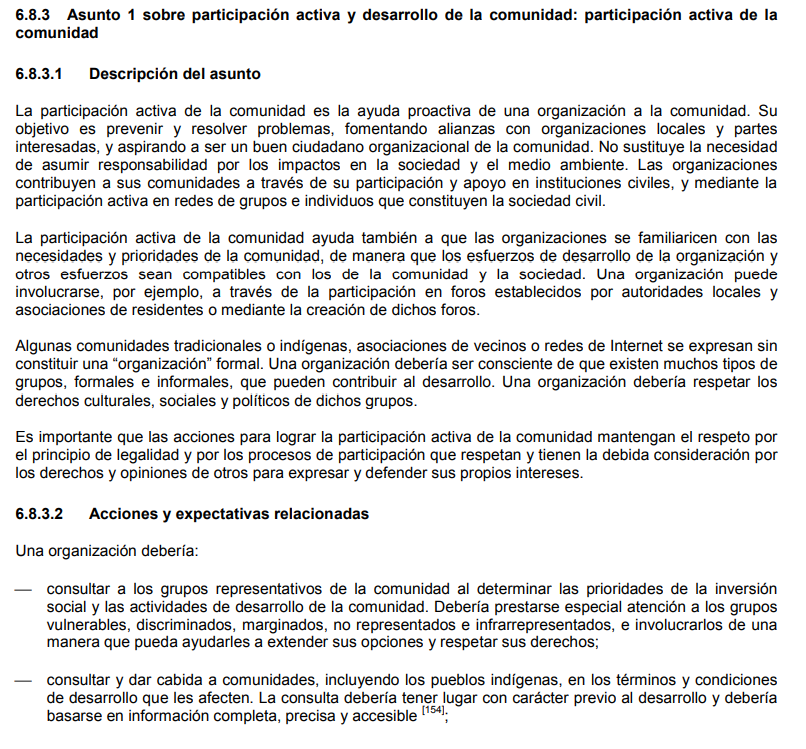 6.8.3 Asunto 1 sobre participación activa y desarrollo de la comunidad: participación activa de la
comunidad
6.8.3.1 Descripción del asunto
La participación activa de la comunidad es la ayuda proactiva de una organización a la comunidad. Su
objetivo es prevenir y resolver problemas, fomentando alianzas con organizaciones locales y partes
interesadas, y aspirando a ser un buen ciudadano organizacional de la comunidad. No sustituye la necesidad
de asumir responsabilidad por los impactos en la sociedad y el medio ambiente. Las organizaciones
contribuyen a sus comunidades a través de su participación y apoyo en instituciones civiles, y mediante la
participación activa en redes de grupos e individuos que constituyen la sociedad civil.
La participación activa de la comunidad ayuda también a que las organizaciones se familiaricen con las
necesidades y prioridades de la comunidad, de manera que los esfuerzos de desarrollo de la organización y
otros esfuerzos sean compatibles con los de la comunidad y la sociedad. Una organización puede
involucrarse, por ejemplo, a través de la participación en foros establecidos por autoridades locales y
asociaciones de residentes o mediante la creación de dichos foros.
Algunas comunidades tradicionales o indígenas, asociaciones de vecinos o redes de Internet se expresan sin
constituir una “organización” formal. Una organización debería ser consciente de que existen muchos tipos de
grupos, formales e informales, que pueden contribuir al desarrollo. Una organización debería respetar los
derechos culturales, sociales y políticos de dichos grupos.
Es importante que las acciones para lograr la participación activa de la comunidad mantengan el respeto por
el principio de legalidad y por los procesos de participación que respetan y tienen la debida consideración por
los derechos y opiniones de otros para expresar y defender sus propios intereses.
6.8.3.2 Acciones y expectativas relacionadas
Una organización debería:
— consultar a los grupos representativos de la comunidad al determinar las prioridades de la inversión
social y las actividades de desarrollo de la comunidad. Debería prestarse especial atención a los grupos
vulnerables, discriminados, marginados, no representados e infrarrepresentados, e involucrarlos de una
manera que pueda ayudarles a extender sus opciones y respetar sus derechos;
— consultar y dar cabida a comunidades, incluyendo los pueblos indígenas, en los términos y condiciones
de desarrollo que les afecten. La consulta debería tener lugar con carácter previo al desarrollo y debería
basarse en información completa, precisa y accesible [154];